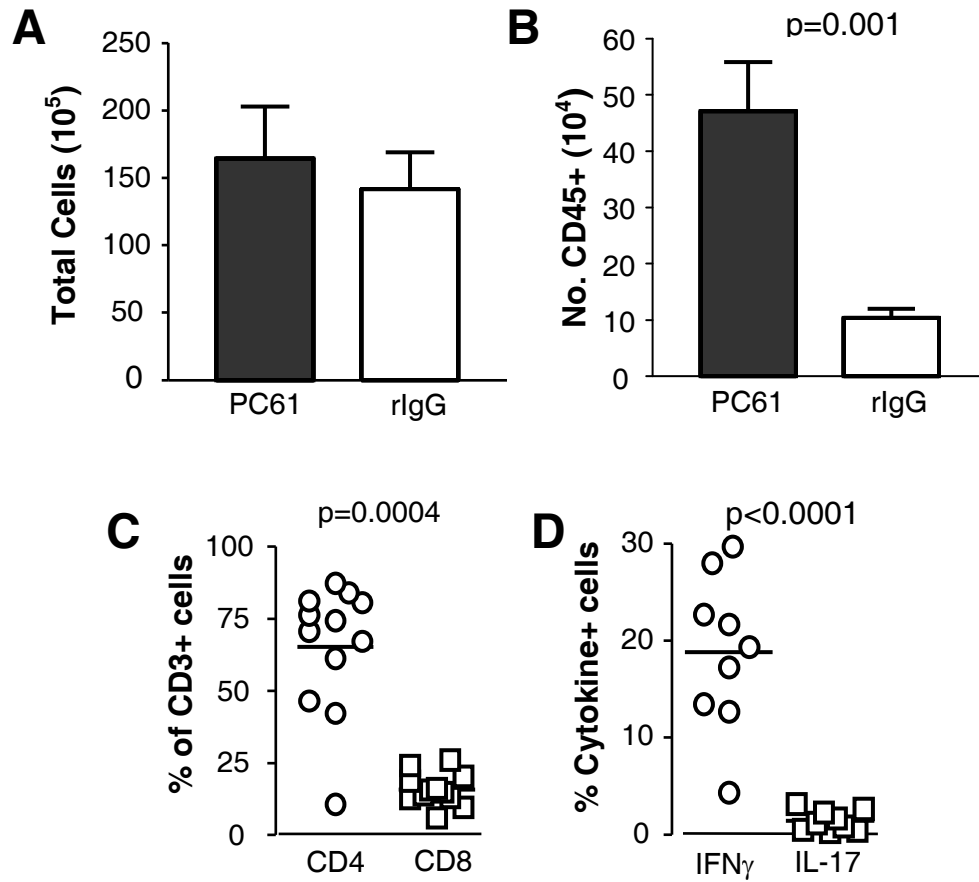 A
Total Cells (10⁵)
250
200
150
100
50
0
PC61 rIgG
B
p=0.001
No. CD45+ (10⁴)
60
50
40
30
20
10
0
PC61 rIgG
C
p=0.0004
% of CD3+ cells
100
75
50
25
0
CD4 CD8
D
p<0.0001
% Cytokine+ cells
30
20
10
0
IFNγ IL-17